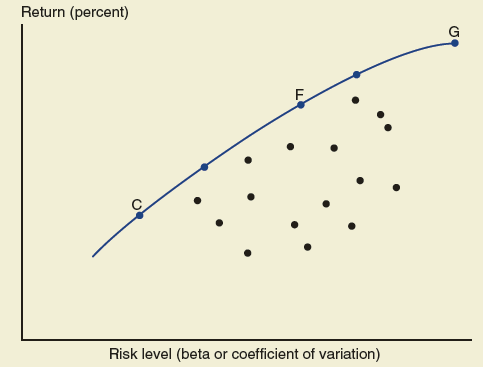 Return (percent)
G
F
C
Risk level (beta or coefficient of variation)